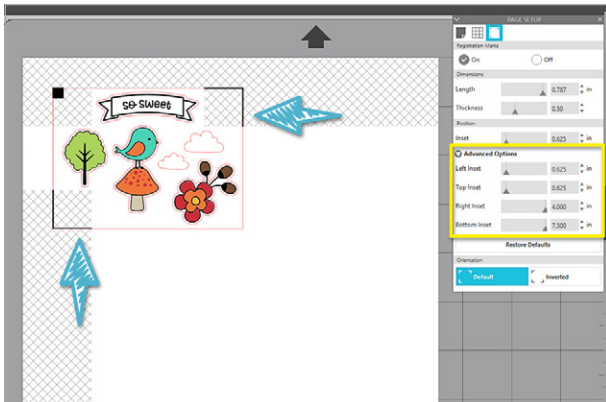 PAGE SETUP
Registration Marks
On Off
Dimensions
Length 0.787 in
Thickness 0.50
Position
Inset 0.625 in
Advanced Options
Left Inset 0.625 in
Top Inset 0.625 in
Right Inset 4.000 in
Bottom Inset 7.500 in
Restore Defaults
Orientation
Default Inverted
SO SWEET